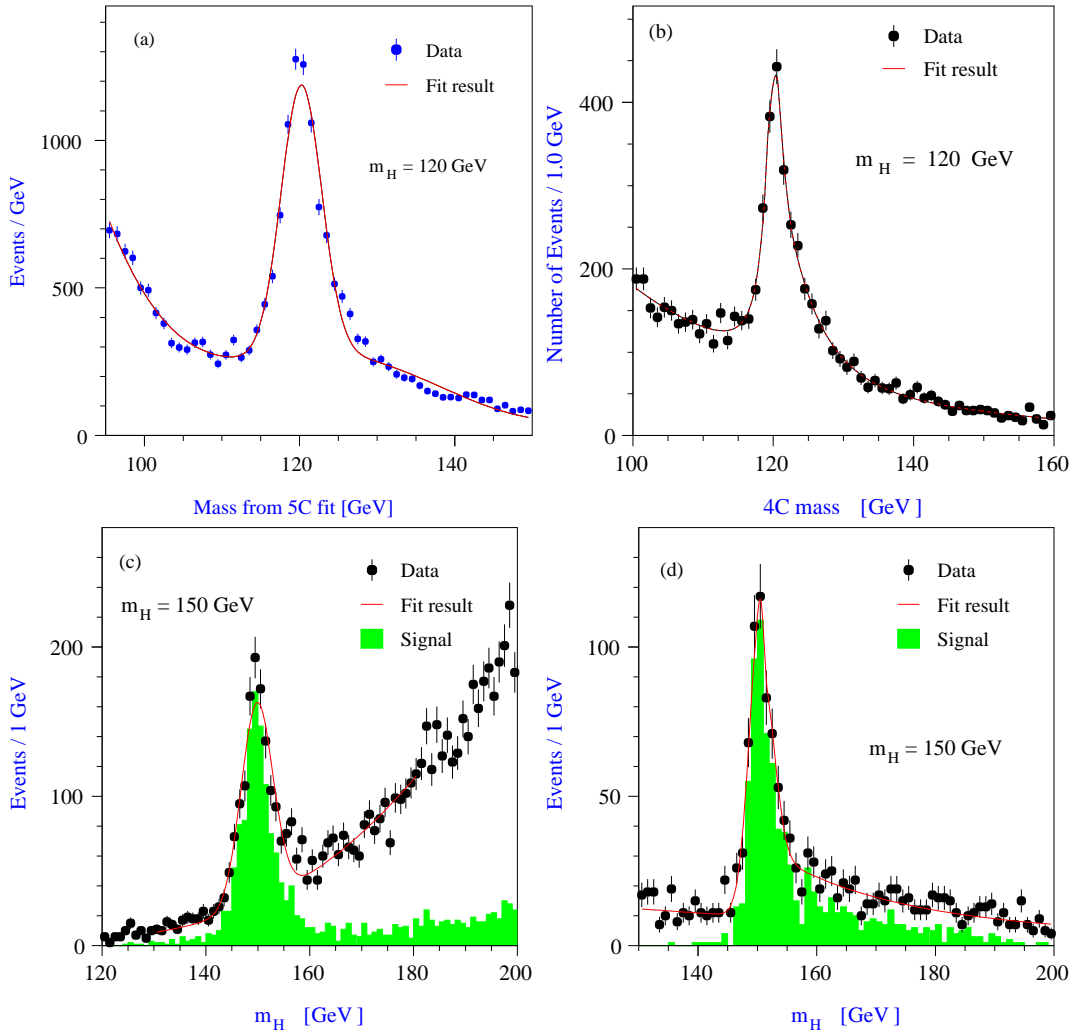 (a)
Data
Fit result
m_H = 120 GeV
Events / GeV
1000
500
0
100
120
140
Mass from 5C fit [GeV]
(b)
Data
Fit result
m_H = 120 GeV
Number of Events / 1.0 GeV
400
200
0
100
120
140
160
4C mass [GeV]
(c)
Data
m_H = 150 GeV
Fit result
Signal
Events / 1 GeV
200
100
0
120
140
160
180
200
m_H [GeV]
(d)
Data
Fit result
Signal
m_H = 150 GeV
Events / 1 GeV
100
50
0
140
160
180
200
m_H [GeV]